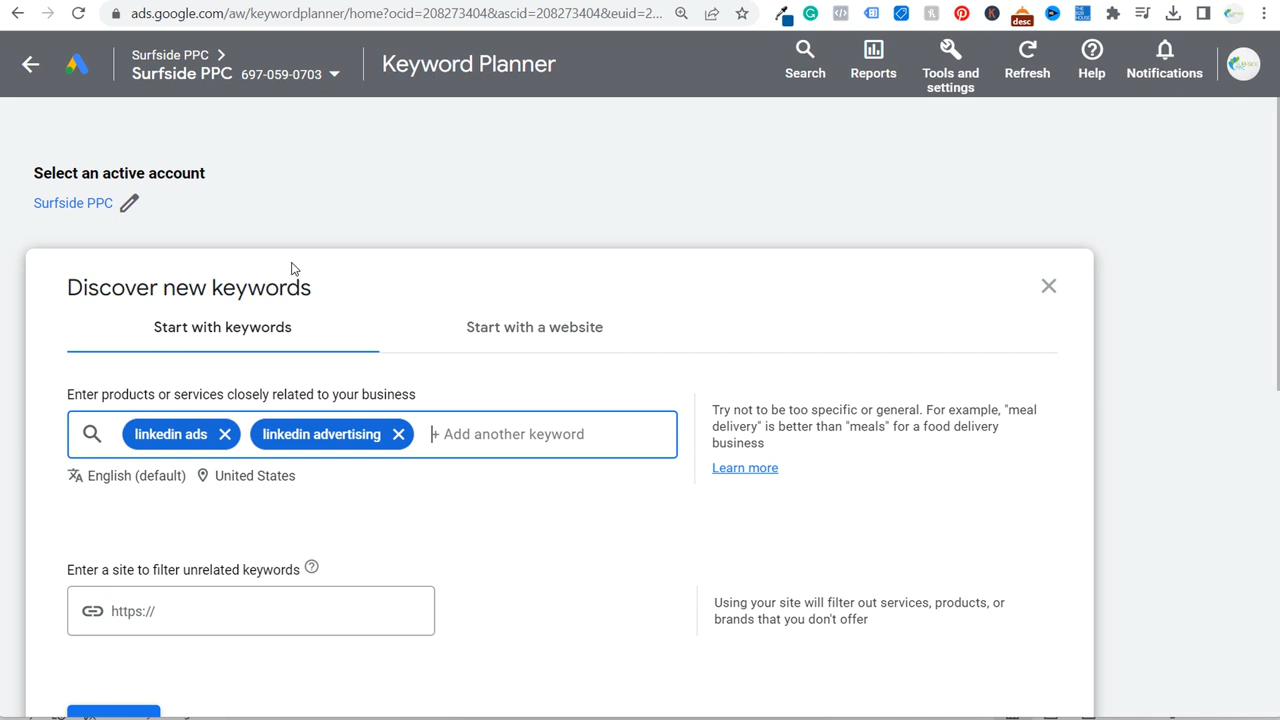 ads.google.com/aw/keywordplanner/home?ocid=208273404&ascid=208273404&euid=2...
desc
Surfside PPC
Surfside PPC 697-059-0703
Keyword Planner
Search
Reports
Tools and
settings
Refresh
Help
Notifications
Select an active account
Surfside PPC
Discover new keywords
Start with keywords
Start with a website
Enter products or services closely related to your business
linkedin ads
linkedin advertising
+ Add another keyword
English (default)
United States
Try not to be too specific or general. For example, "meal
delivery" is better than "meals" for a food delivery
business
Learn more
Enter a site to filter unrelated keywords
https://
Using your site will filter out services, products, or
brands that you don't offer